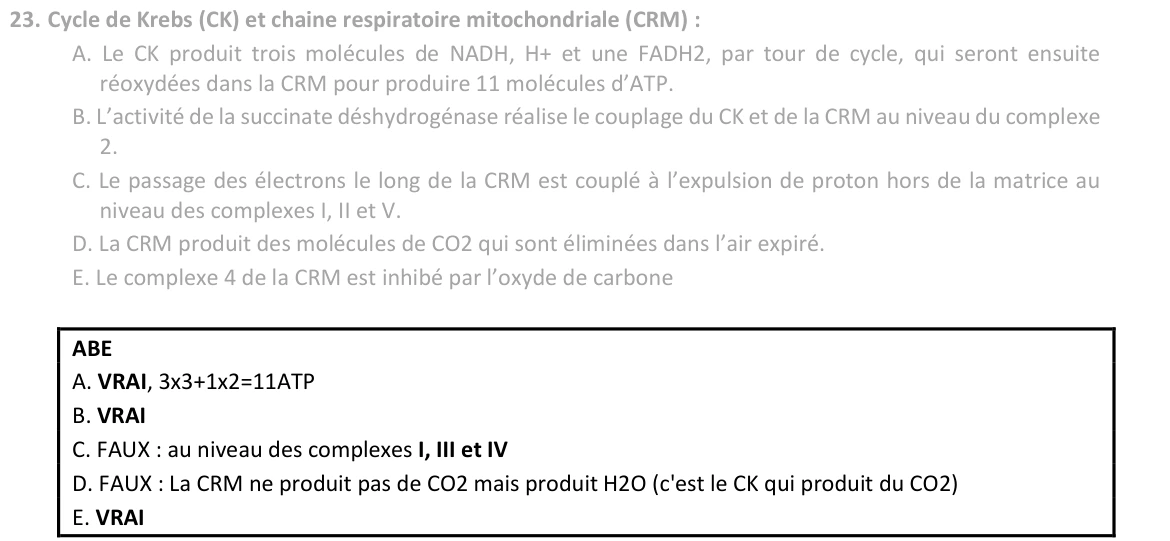 23. Cycle de Krebs (CK) et chaine respiratoire mitochondriale (CRM) :
A. Le CK produit trois molécules de NADH, H+ et une FADH2, par tour de cycle, qui seront ensuite
réoxydées dans la CRM pour produire 11 molécules d'ATP.
B. L'activité de la succinate déshydrogénase réalise le couplage du CK et de la CRM au niveau du complexe
2.
C. Le passage des électrons le long de la CRM est couplé à l'expulsion de proton hors de la matrice au
niveau des complexes I, II et V.
D. La CRM produit des molécules de CO2 qui sont éliminées dans l'air expiré.
E. Le complexe 4 de la CRM est inhibé par l'oxyde de carbone
ABE
A. VRAI, 3x3+1x2=11ATP
B. VRAI
C. FAUX : au niveau des complexes I, III et IV
D. FAUX : La CRM ne produit pas de CO2 mais produit H2O (c'est le CK qui produit du CO2)
E. VRAI